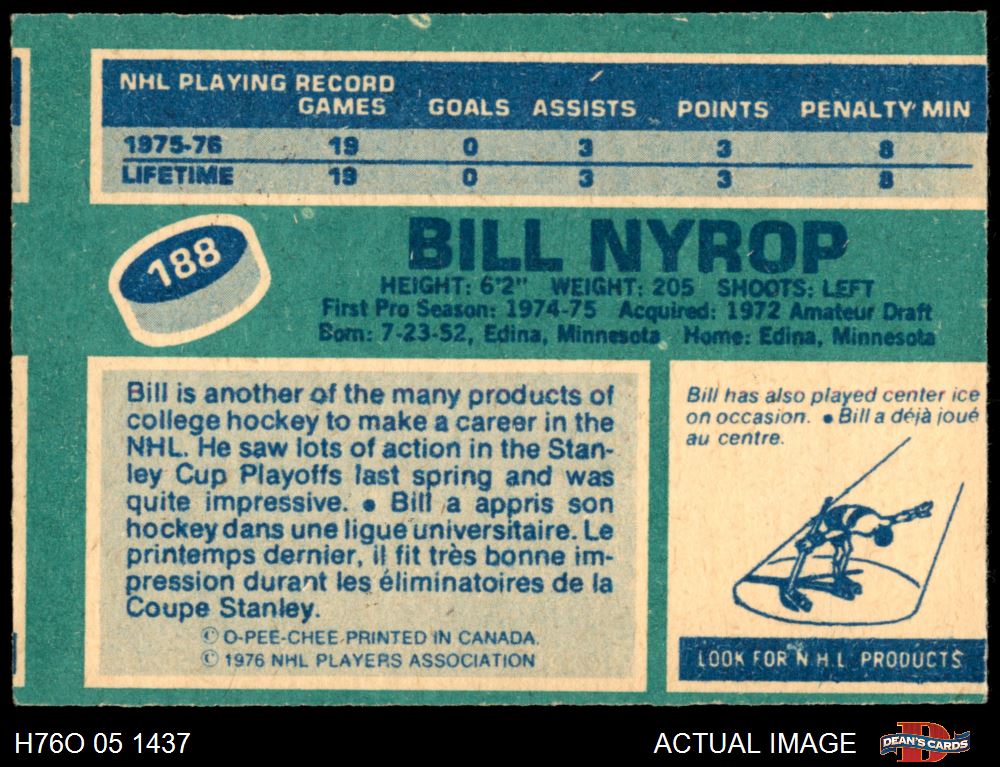 NHL PLAYING RECORD
GAMES GOALS ASSISTS POINTS PENALTY MIN
1975-76 19 0 3 3 8
LIFETIME 19 0 3 3 8
188
BILL NYROP
HEIGHT: 6'2" WEIGHT: 205 SHOOTS: LEFT
First Pro Season: 1974-75 Acquired: 1972 Amateur Draft
Born: 7-23-52, Edina, Minnesota Home: Edina, Minnesota
Bill is another of the many products of
college hockey to make a career in the
NHL. He saw lots of action in the Stan-
ley Cup Playoffs last spring and was
quite impressive. • Bill a appris son
hockey dans une ligue universitaire. Le
printemps dernier, il fit très bonne im-
pression durant les éliminatoires de la
Coupe Stanley.
© O-PEE-CHEE PRINTED IN CANADA.
© 1976 NHL PLAYERS ASSOCIATION
Bill has also played center ice
on occasion. • Bill a déjà joué
au centre.
LOOK FOR N.H.L. PRODUCTS
H76O 05 1437
ACTUAL IMAGE
DEAN'S CARDS